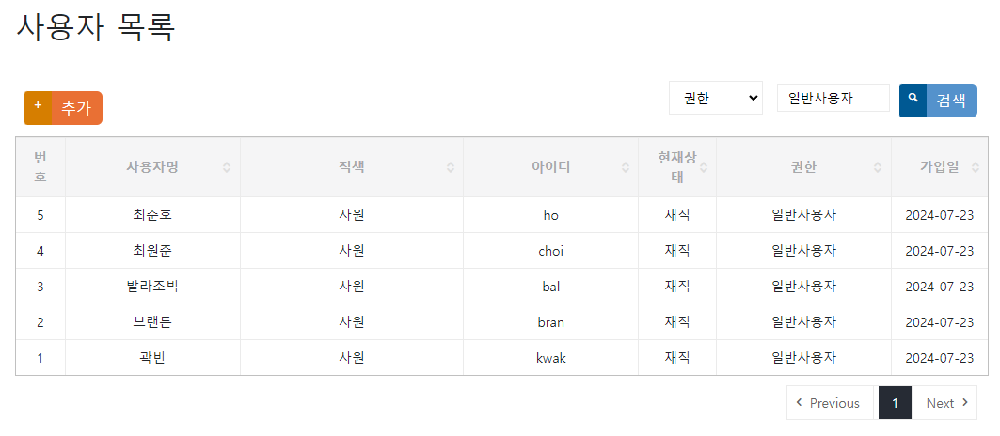 사용자 목록
+ 추가 권한 일반사용자 검색
번호 사용자명 직책 아이디 현재상태 권한 가입일
5 최준호 사원 ho 재직 일반사용자 2024-07-23
4 최원준 사원 choi 재직 일반사용자 2024-07-23
3 발라조빅 사원 bal 재직 일반사용자 2024-07-23
2 브랜든 사원 bran 재직 일반사용자 2024-07-23
1 곽빈 사원 kwak 재직 일반사용자 2024-07-23
Previous 1 Next